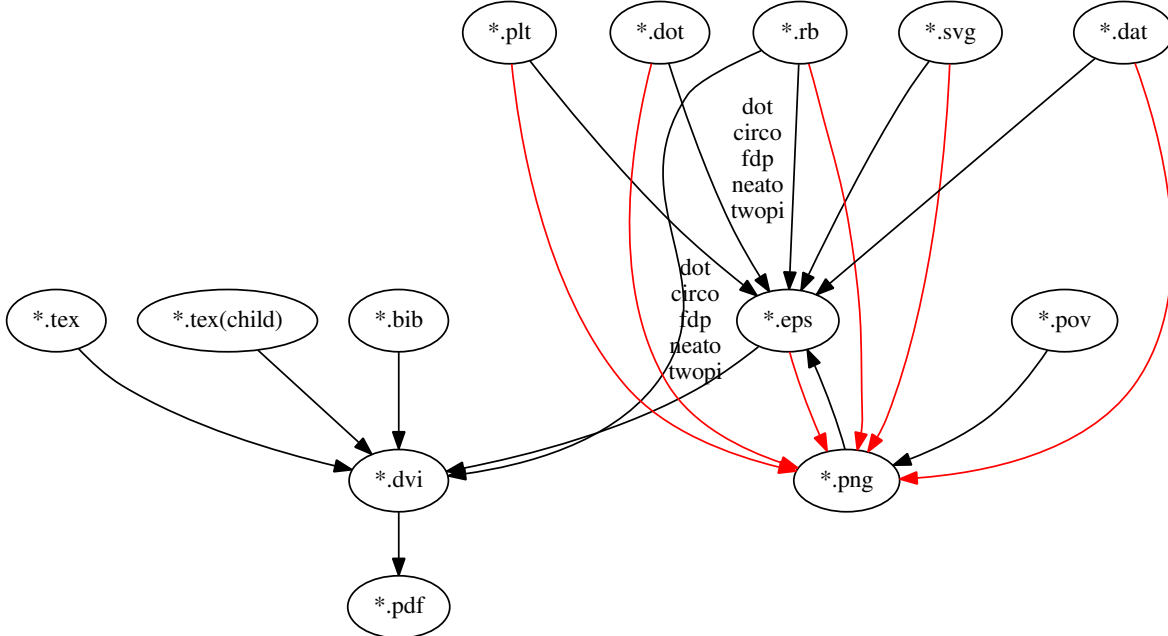 *.plt
*.dot
*.rb
*.svg
*.dat
dot
circo
fdp
neato
twopi
dot
circo
fdp
neato
twopi
*.tex
*.tex(child)
*.bib
*.eps
*.pov
*.dvi
*.png
*.pdf